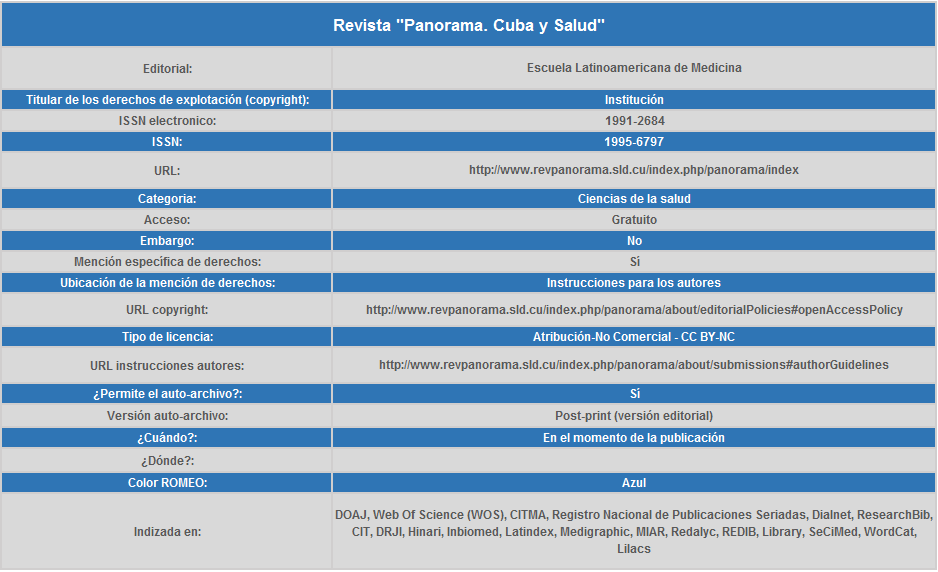 Revista "Panorama. Cuba y Salud"
Editorial: Escuela Latinoamericana de Medicina
Titular de los derechos de explotación (copyright): Institución
ISSN electronico: 1991-2684
ISSN: 1995-6797
URL: http://www.revpanorama.sld.cu/index.php/panorama/index
Categoria: Ciencias de la salud
Acceso: Gratuito
Embargo: No
Mención específica de derechos: Sí
Ubicación de la mención de derechos: Instrucciones para los autores
URL copyright: http://www.revpanorama.sld.cu/index.php/panorama/about/editorialPolicies#openAccessPolicy
Tipo de licencia: Atribución-No Comercial - CC BY-NC
URL instrucciones autores: http://www.revpanorama.sld.cu/index.php/panorama/about/submissions#authorGuidelines
¿Permite el auto-archivo?: Sí
Versión auto-archivo: Post-print (versión editorial)
¿Cuándo?: En el momento de la publicación
¿Dónde?:
Color ROMEO: Azul
Indizada en: DOAJ, Web Of Science (WOS), CITMA, Registro Nacional de Publicaciones Seriadas, Dialnet, ResearchBib,
CIT, DRJI, Hinari, Inbiomed, Latindex, Medigraphic, MIAR, Redalyc, REDIB, Library, SeCiMed, WordCat,
Lilacs